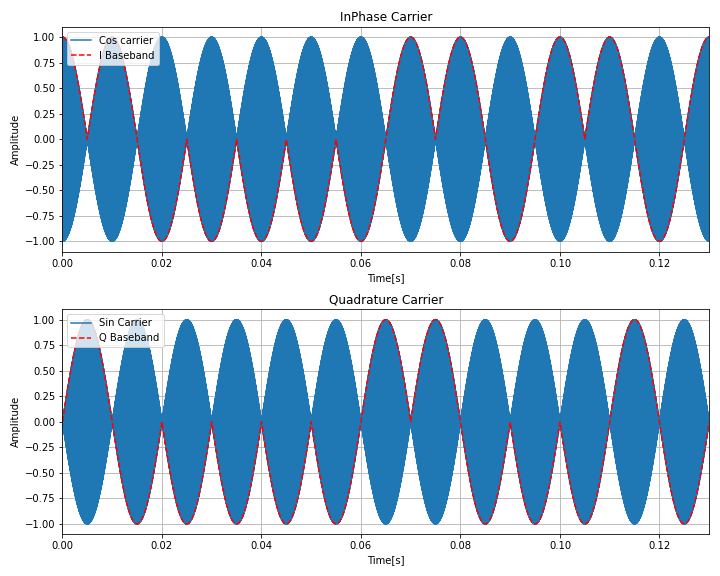 InPhase Carrier
Cos carrier
I Baseband
Amplitude
1.00
0.75
0.50
0.25
0.00
−0.25
−0.50
−0.75
−1.00
0.00 0.02 0.04 0.06 0.08 0.10 0.12
Time[s]
Quadrature Carrier
Sin Carrier
Q Baseband
Amplitude
1.00
0.75
0.50
0.25
0.00
−0.25
−0.50
−0.75
−1.00
0.00 0.02 0.04 0.06 0.08 0.10 0.12
Time[s]